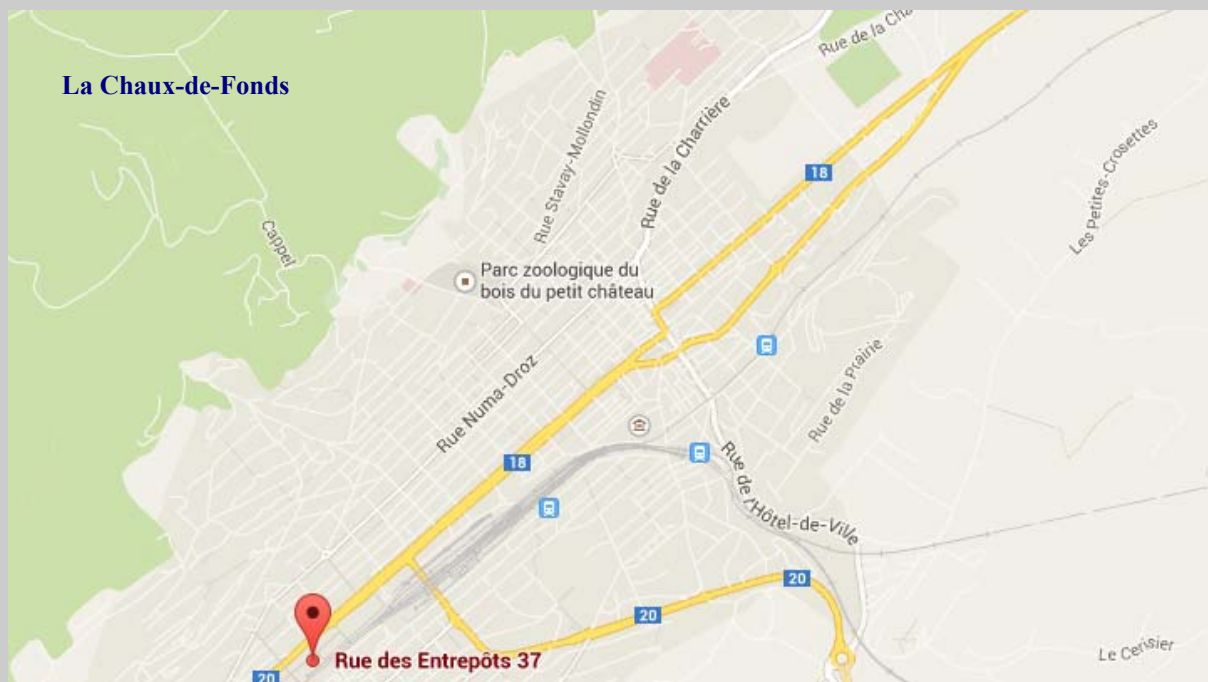 La Chaux-de-Fonds
Rue de la Cha
Rue Stavay-Mollondin
Rue de la Charrière
18
Les Petites-Crosettes
Cappel
Parc zoologique du
bois du petit château
Rue Numa-Droz
Rue de la Prairie
18
Rue de l'Hôtel-de-Ville
20
20
Le Cerisier
Rue des Entrepôts 37
20